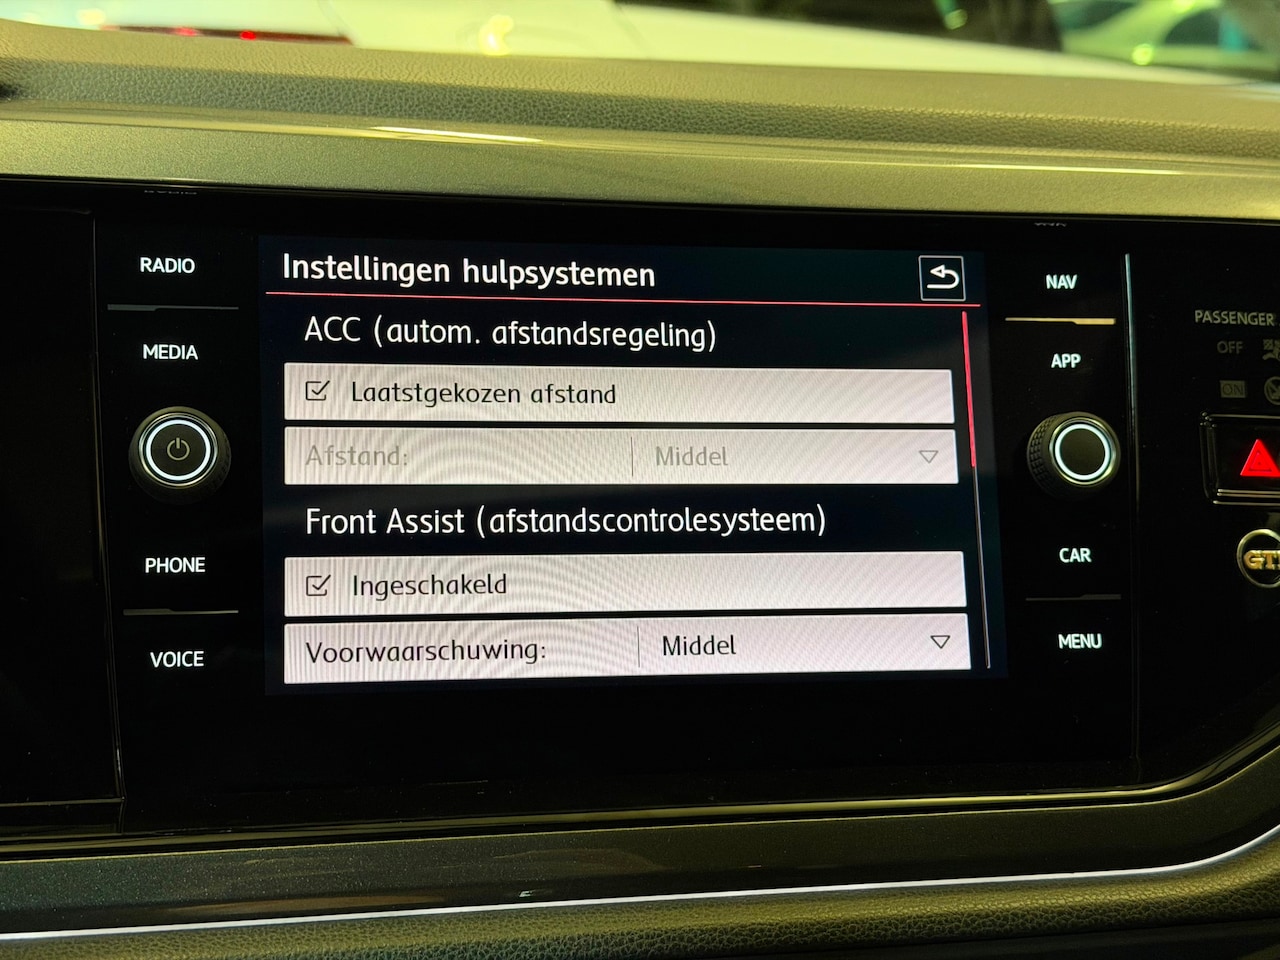 RADIO
MEDIA
PHONE
VOICE
Instellingen hulpsystemen
ACC (autom. afstandsregeling)
Laatstgekozen afstand
Afstand: Middel
Front Assist (afstandscontrolesysteem)
Ingeschakeld
Voorwaarschuwing: Middel
NAV
APP
CAR
MENU
PASSENGER
OFF
ON
GTI